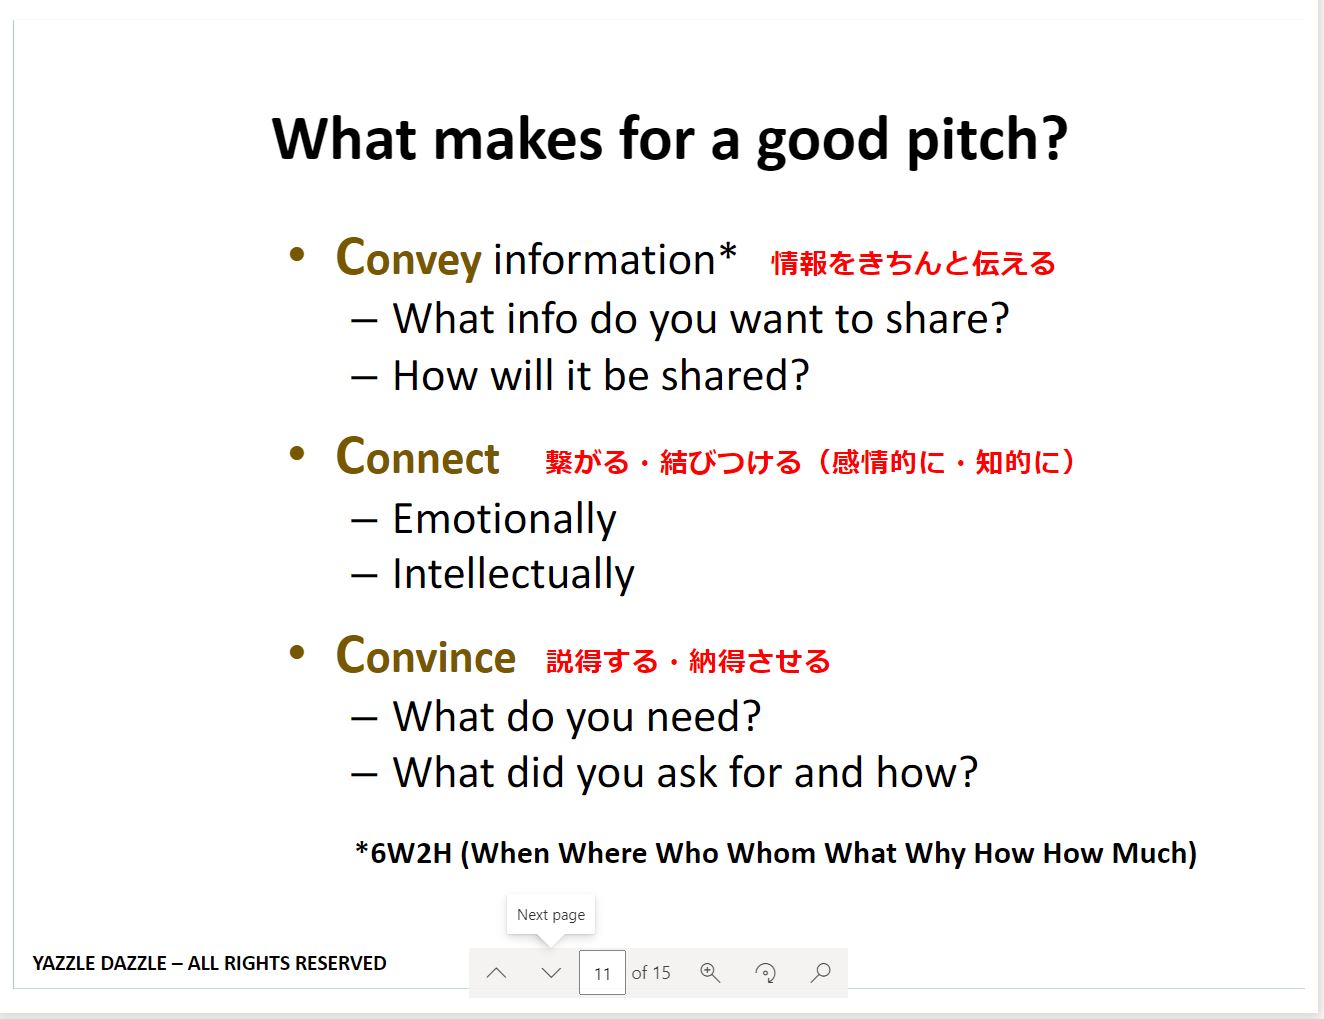 What makes for a good pitch?
• Convey information* 情報をきちんと伝える
– What info do you want to share?
– How will it be shared?
• Connect 繋がる・結びつける（感情的に・知的に）
– Emotionally
– Intellectually
• Convince 説得する・納得させる
– What do you need?
– What did you ask for and how?
*6W2H (When Where Who Whom What Why How How Much)
Next page
YAZZLE DAZZLE – ALL RIGHTS RESERVED
11 of 15